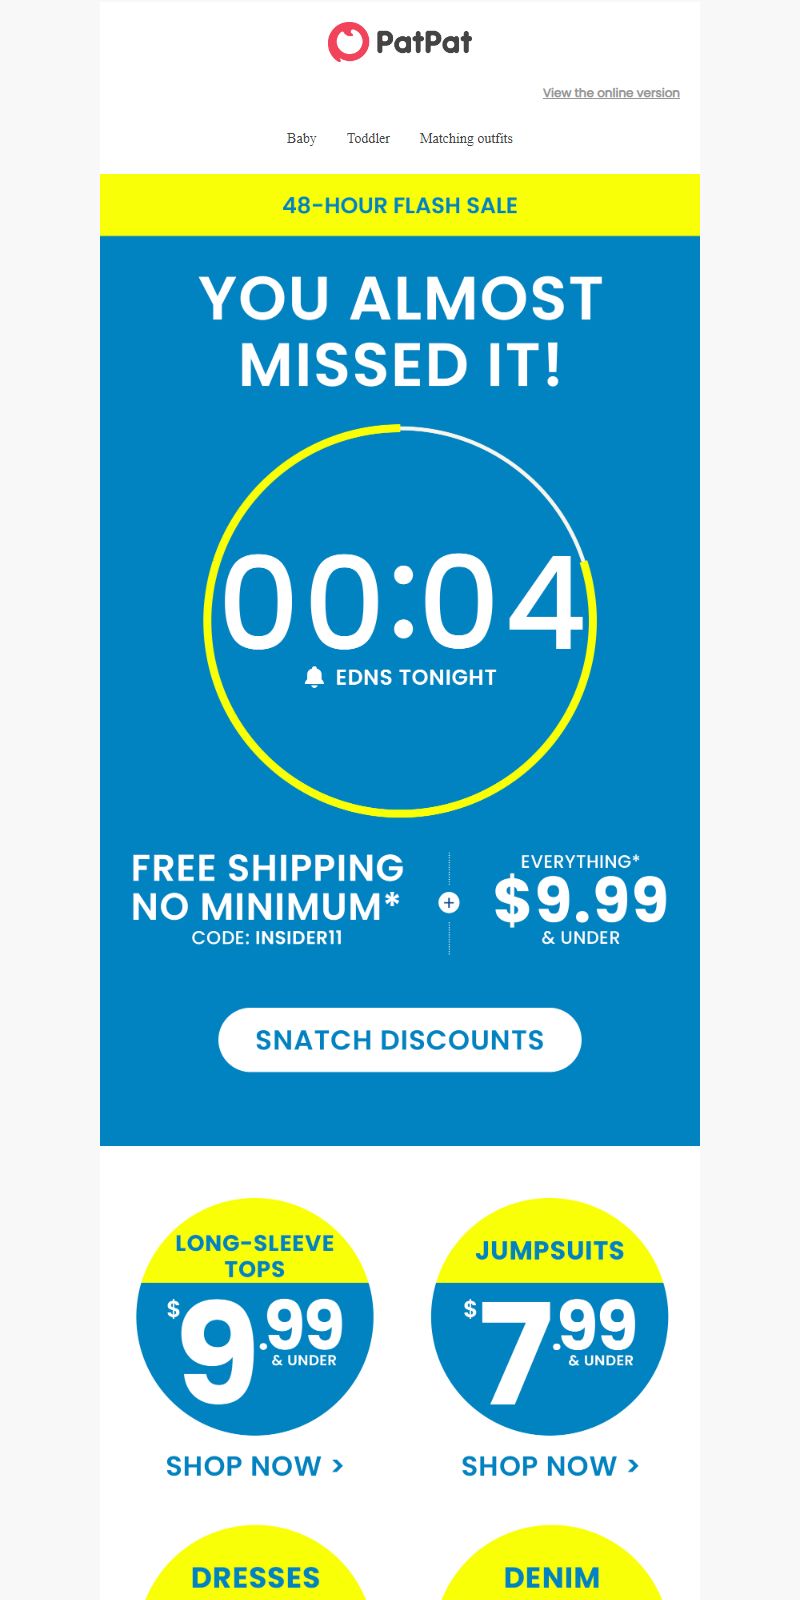 PatPat
View the online version
Baby Toddler Matching outfits
48-HOUR FLASH SALE
YOU ALMOST
MISSED IT!
00:04
EDNS TONIGHT
FREE SHIPPING
NO MINIMUM*
CODE: INSIDER11
+
EVERYTHING*
$9.99
& UNDER
SNATCH DISCOUNTS
LONG-SLEEVE
TOPS
$9.99
& UNDER
SHOP NOW >
JUMPSUITS
$7.99
& UNDER
SHOP NOW >
DRESSES
DENIM